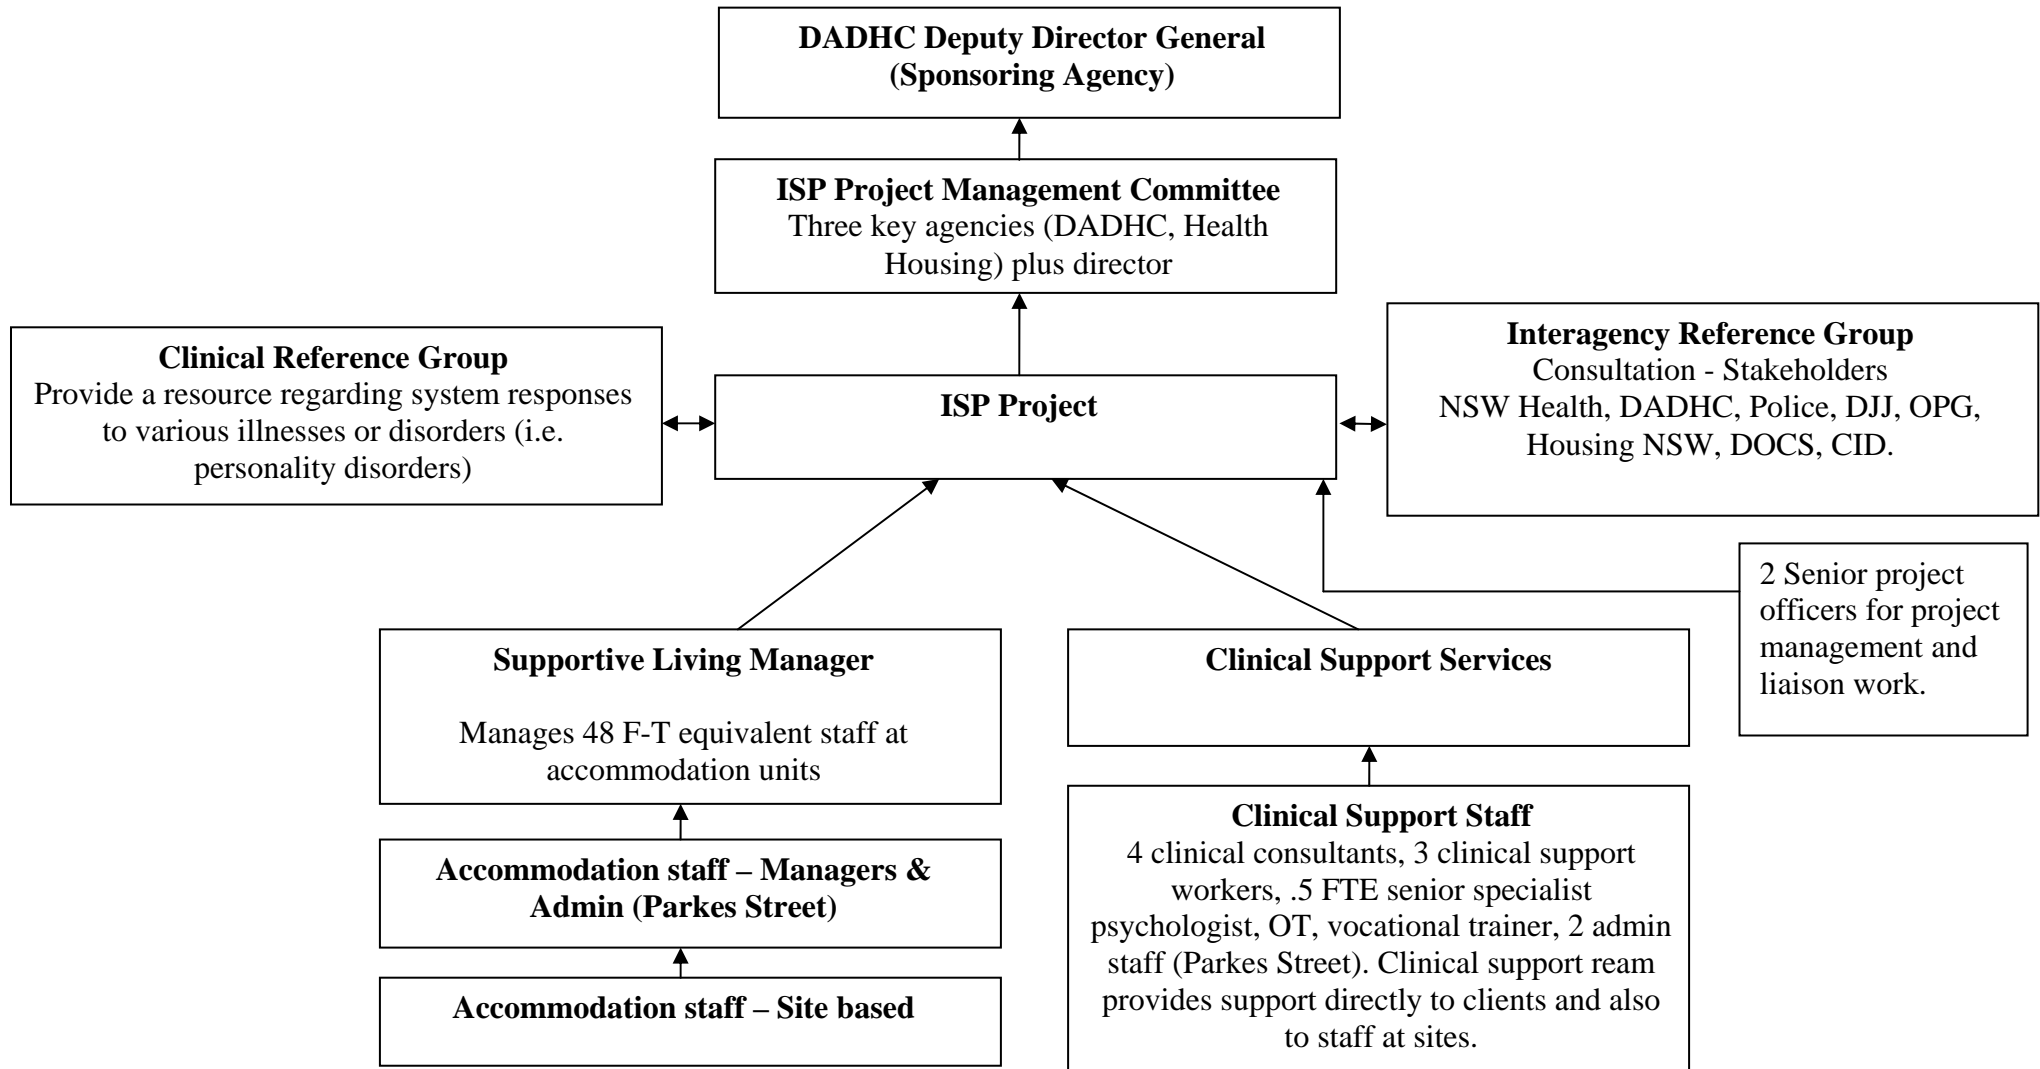 DADHC Deputy Director General
(Sponsoring Agency)
ISP Project Management Committee
Three key agencies (DADHC, Health
Housing) plus director
Clinical Reference Group
Provide a resource regarding system responses
to various illnesses or disorders (i.e.
personality disorders)
ISP Project
Interagency Reference Group
Consultation - Stakeholders
NSW Health, DADHC, Police, DJJ, OPG,
Housing NSW, DOCS, CID.
2 Senior project
officers for project
management and
liaison work.
Supportive Living Manager
Manages 48 F-T equivalent staff at
accommodation units
Clinical Support Services
Accommodation staff – Managers &
Admin (Parkes Street)
Accommodation staff – Site based
Clinical Support Staff
4 clinical consultants, 3 clinical support
workers, .5 FTE senior specialist
psychologist, OT, vocational trainer, 2 admin
staff (Parkes Street). Clinical support ream
provides support directly to clients and also
to staff at sites.